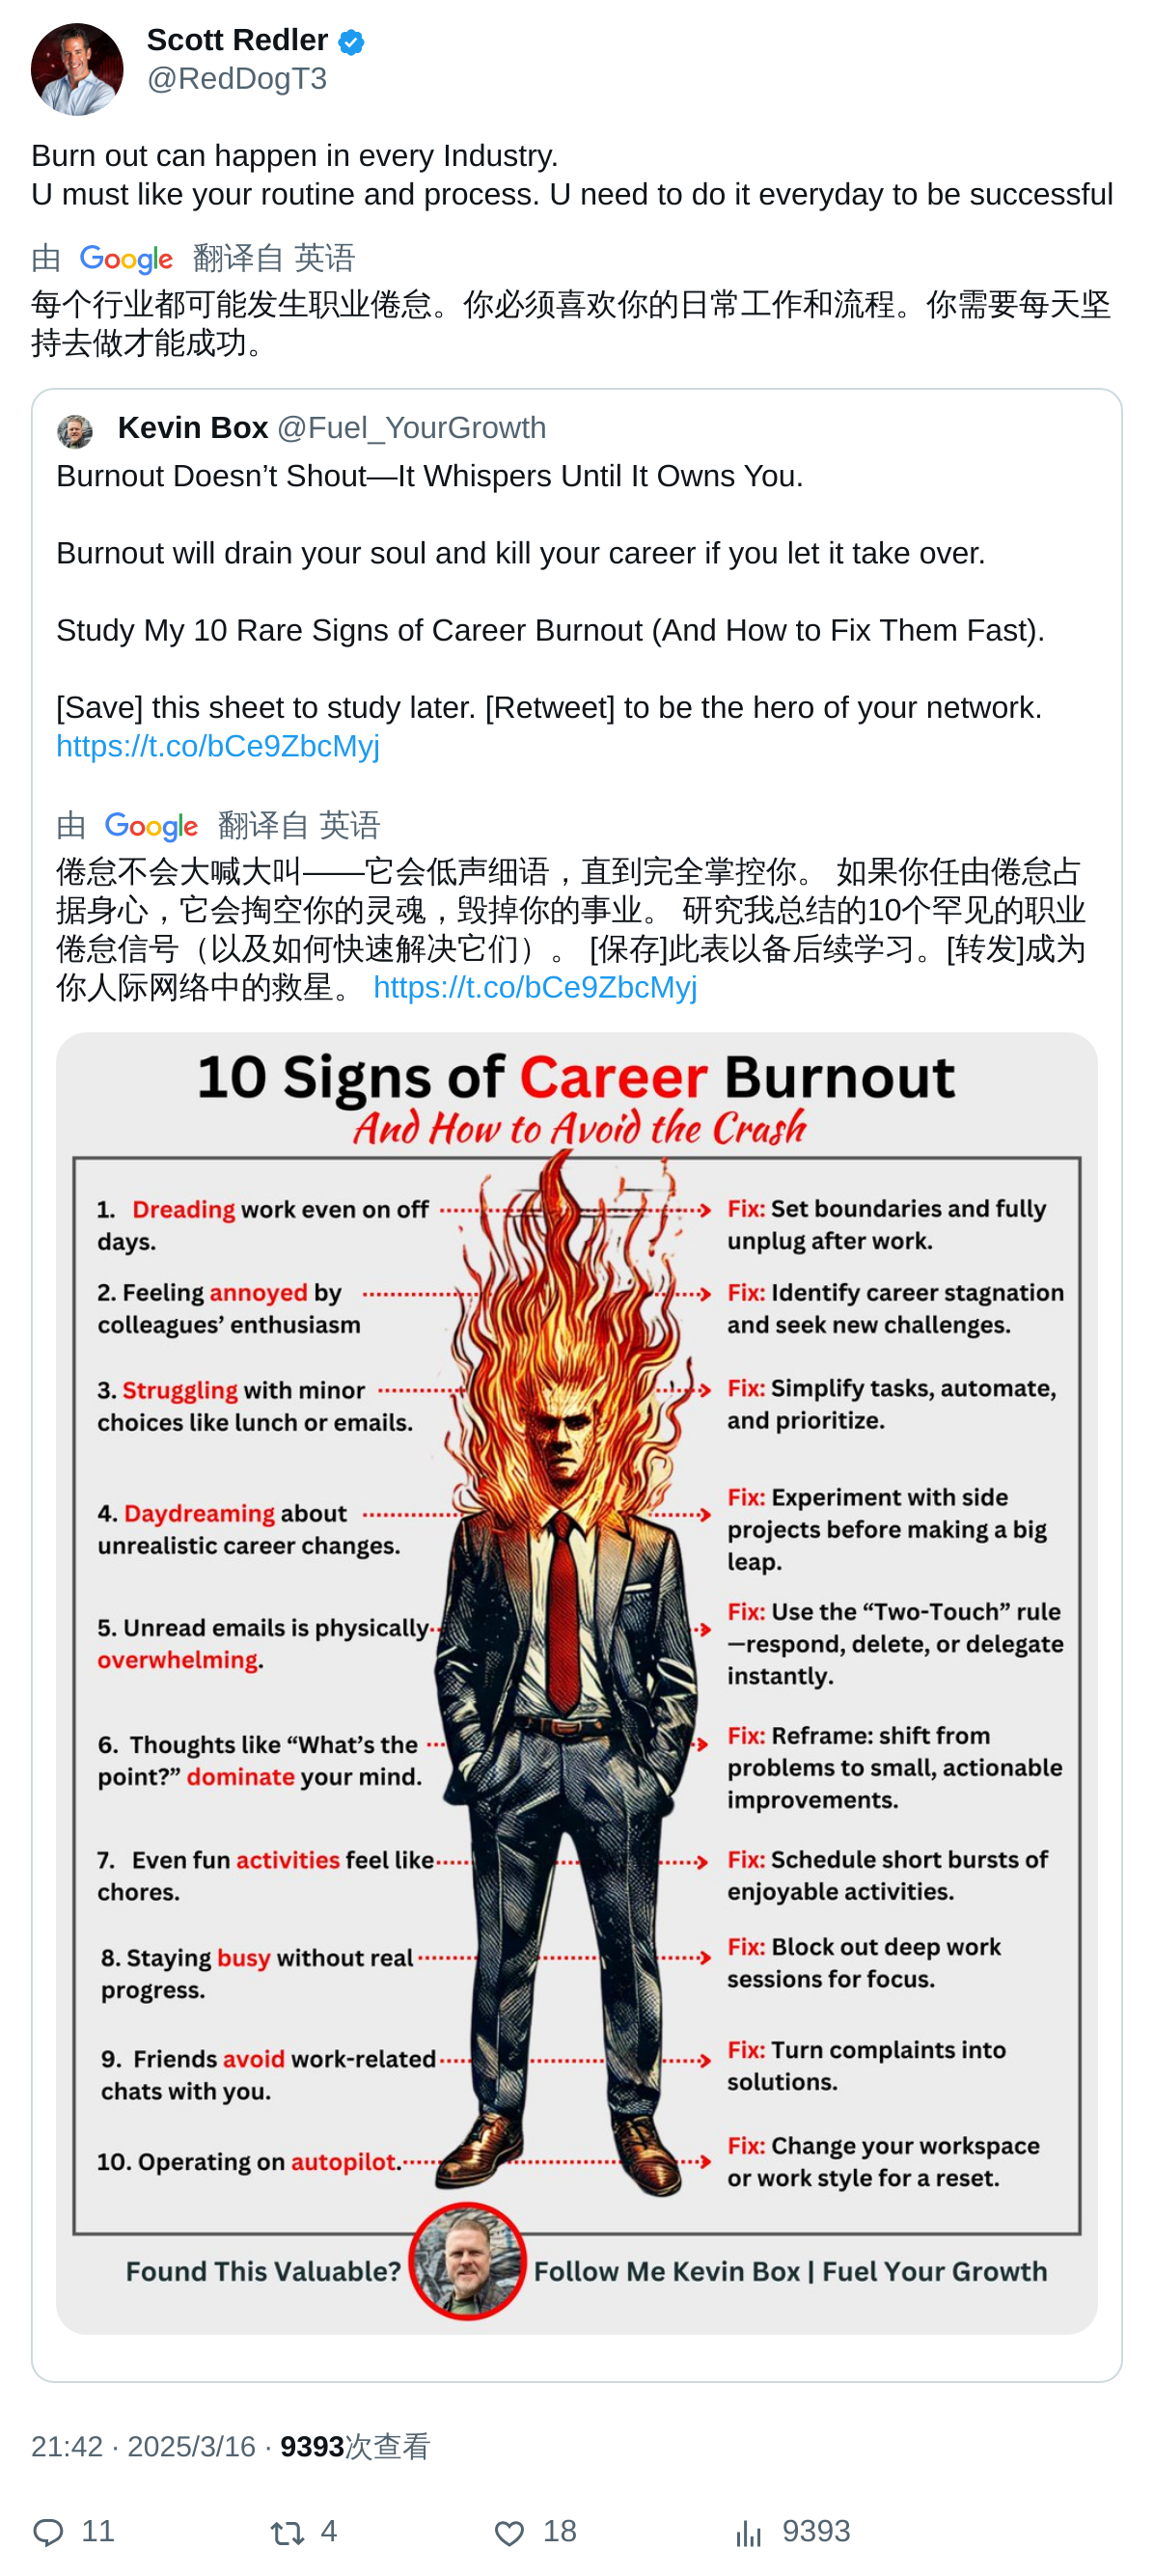 Scott Redler
@RedDogT3
Burn out can happen in every Industry.
U must like your routine and process. U need to do it everyday to be successful
由 Google 翻译自 英语
每个行业都可能发生职业倦怠。你必须喜欢你的日常工作和流程。你需要每天坚
持去做才能成功。
Kevin Box @Fuel_YourGrowth
Burnout Doesn’t Shout—It Whispers Until It Owns You.
Burnout will drain your soul and kill your career if you let it take over.
Study My 10 Rare Signs of Career Burnout (And How to Fix Them Fast).
[Save] this sheet to study later. [Retweet] to be the hero of your network.
https://t.co/bCe9ZbcMyj
由 Google 翻译自 英语
倦怠不会大喊大叫——它会低声细语，直到完全掌控你。 如果你任由倦怠占
据身心，它会掏空你的灵魂，毁掉你的事业。 研究我总结的10个罕见的职业
倦怠信号（以及如何快速解决它们）。 [保存]此表以备后续学习。[转发]成为
你人际网络中的救星。 https://t.co/bCe9ZbcMyj
10 Signs of Career Burnout
And How to Avoid the Crash
1. Dreading work even on off
days.
Fix: Set boundaries and fully
unplug after work.
2. Feeling annoyed by
colleagues’ enthusiasm
Fix: Identify career stagnation
and seek new challenges.
3. Struggling with minor
choices like lunch or emails.
Fix: Simplify tasks, automate,
and prioritize.
4. Daydreaming about
unrealistic career changes.
Fix: Experiment with side
projects before making a big
leap.
5. Unread emails is physically
overwhelming.
Fix: Use the “Two-Touch” rule
—respond, delete, or delegate
instantly.
6. Thoughts like “What’s the
point?” dominate your mind.
Fix: Reframe: shift from
problems to small, actionable
improvements.
7. Even fun activities feel like
chores.
Fix: Schedule short bursts of
enjoyable activities.
8. Staying busy without real
progress.
Fix: Block out deep work
sessions for focus.
9. Friends avoid work-related
chats with you.
Fix: Turn complaints into
solutions.
10. Operating on autopilot.
Fix: Change your workspace
or work style for a reset.
Found This Valuable? Follow Me Kevin Box | Fuel Your Growth
21:42 · 2025/3/16 · 9393次查看
11 4 18 9393